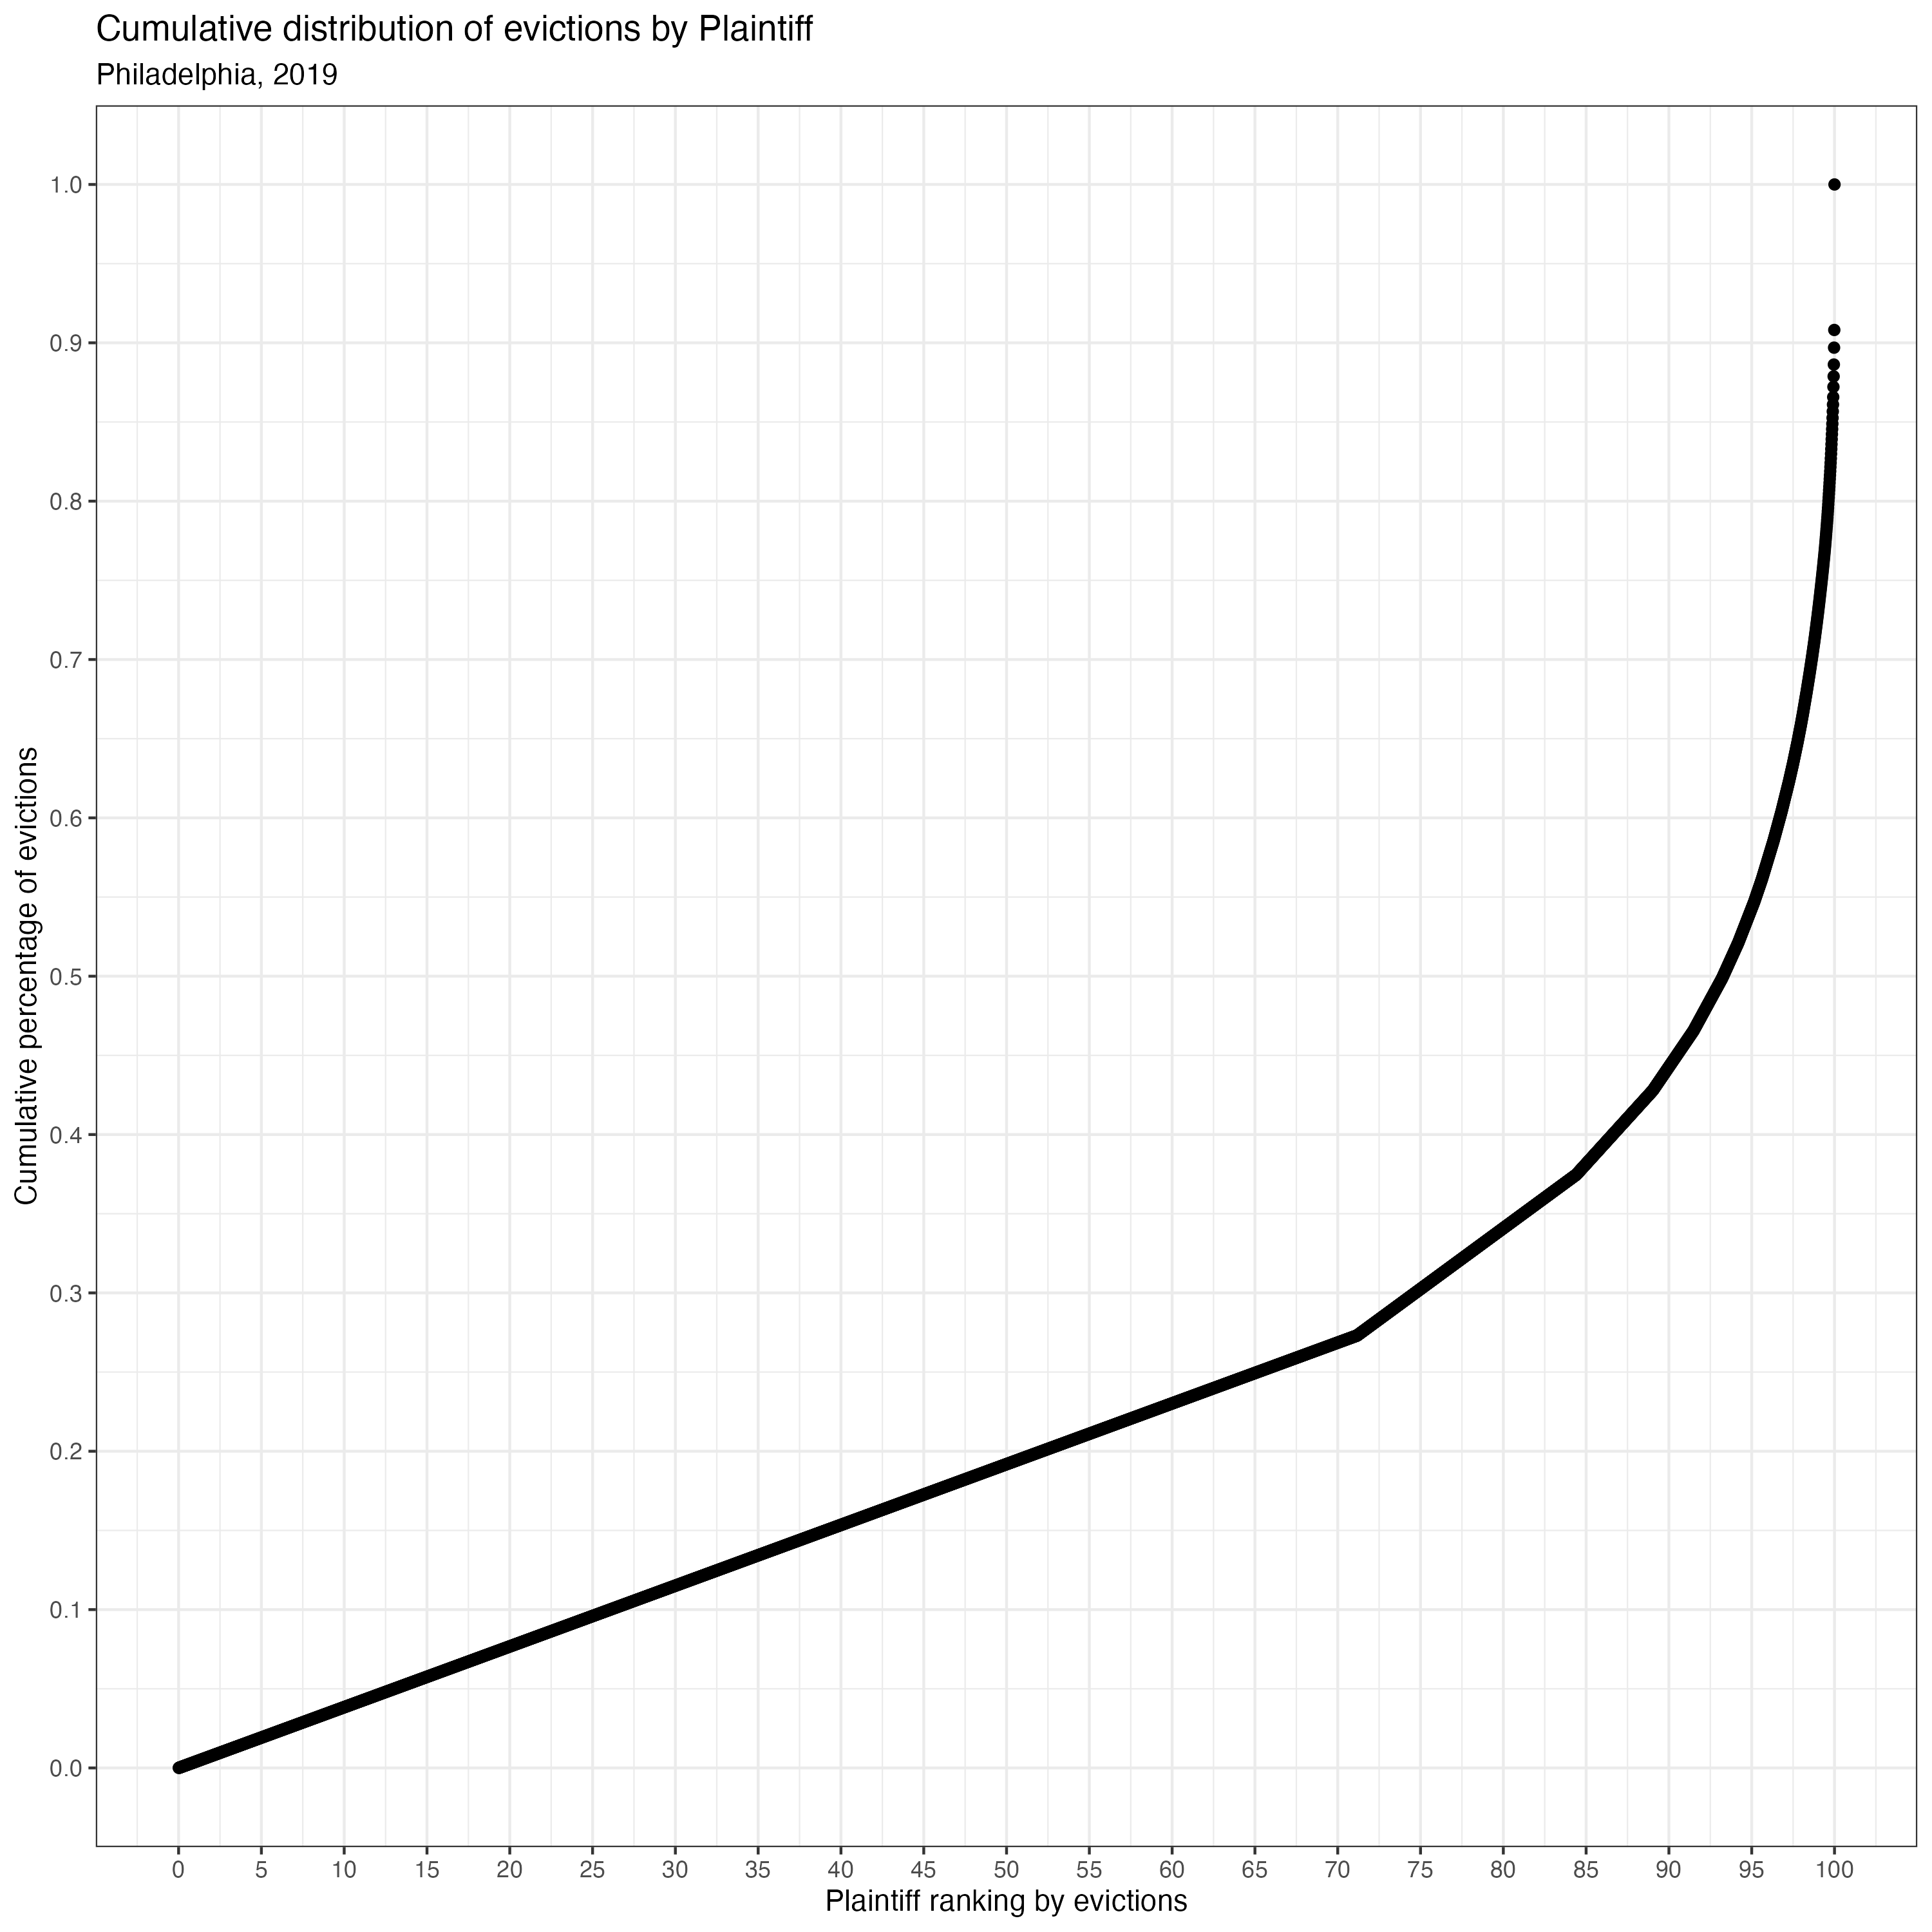 Cumulative distribution of evictions by Plaintiff
Philadelphia, 2019
1.0
0.9
0.8
0.7
0.6
0.5
0.4
0.3
0.2
0.1
0.0
Cumulative percentage of evictions
0 5 10 15 20 25 30 35 40 45 50 55 60 65 70 75 80 85 90 95 100
Plaintiff ranking by evictions